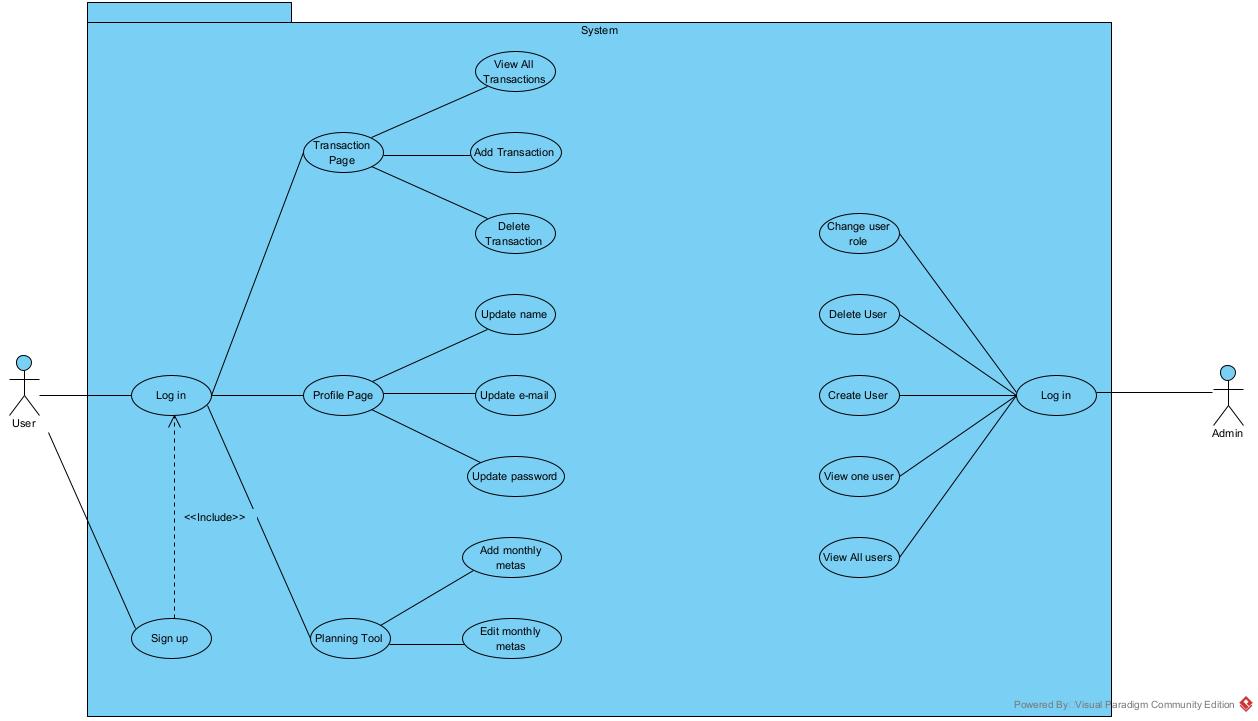 System
View All
Transactions
Transaction
Page
Add Transaction
Delete
Transaction
Update name
Log in
Profile Page
Update e-mail
User
Update password
<<Include>>
Add monthly
metas
Sign up
Planning Tool
Edit monthly
metas
Change user
role
Delete User
Create User
Log in
Admin
View one user
View All users
Powered By: Visual Paradigm Community Edition